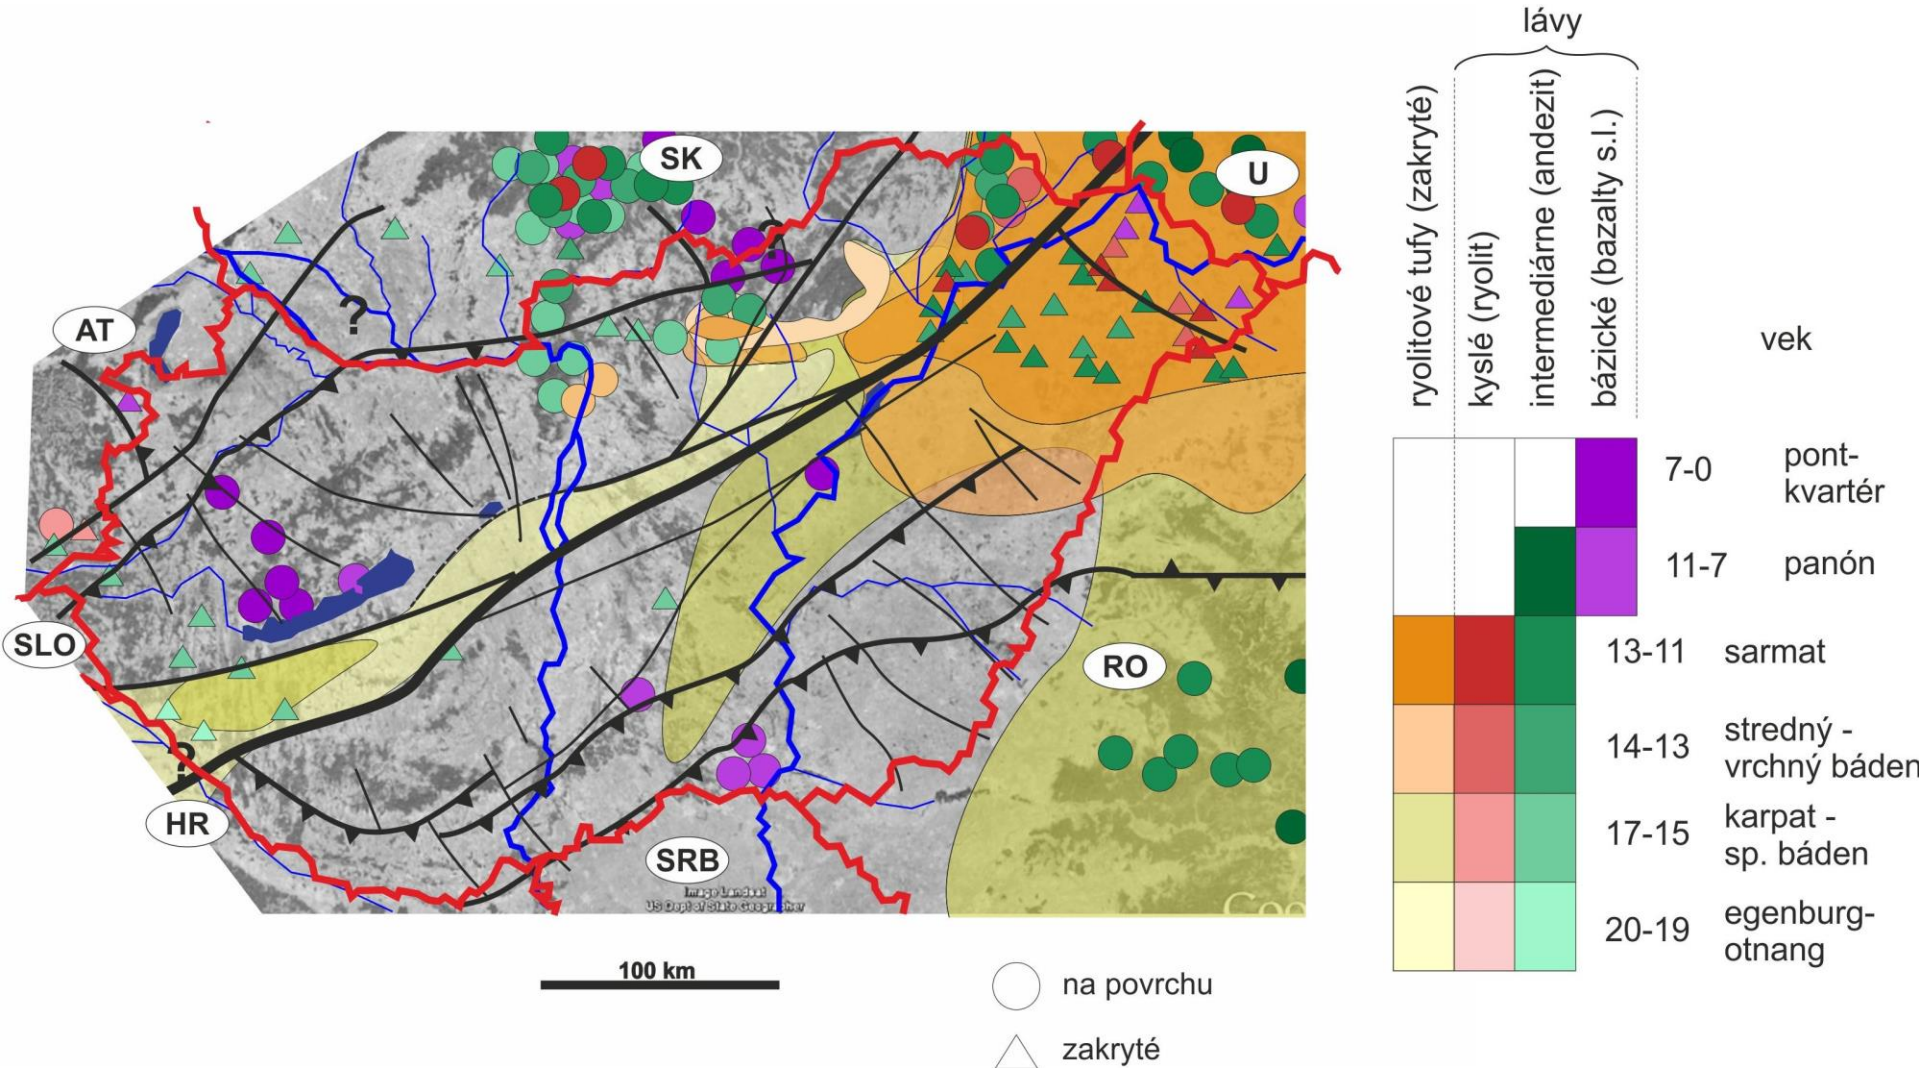 lávy
ryolitové tufy (zakryté)
kyslé (ryolit)
intermediárne (andezit)
bázické (bazalty s.l.)
vek
7-0
pont-
kvartér
11-7
panón
13-11
sarmat
14-13
stredný -
vrchný báden
17-15
karpat -
sp. báden
20-19
egenburg-
otnang
SK
U
?
?
AT
SLO
RO
?
HR
SRB
Image Landsat
US Dept of State Geographer
Goo
100 km
na povrchu
zakryté